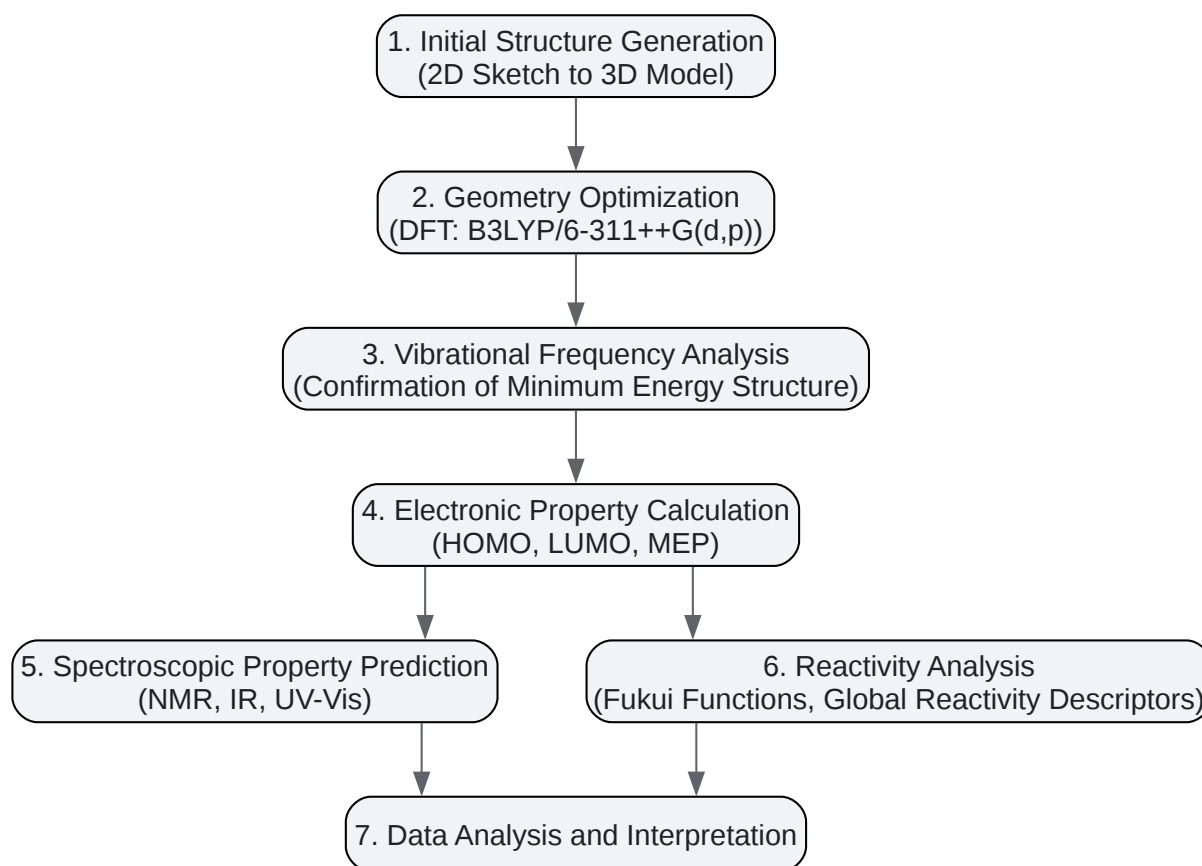 1. Initial Structure Generation
(2D Sketch to 3D Model)
2. Geometry Optimization
(DFT: B3LYP/6-311++G(d,p))
3. Vibrational Frequency Analysis
(Confirmation of Minimum Energy Structure)
4. Electronic Property Calculation
(HOMO, LUMO, MEP)
5. Spectroscopic Property Prediction
(NMR, IR, UV-Vis)
6. Reactivity Analysis
(Fukui Functions, Global Reactivity Descriptors)
7. Data Analysis and Interpretation